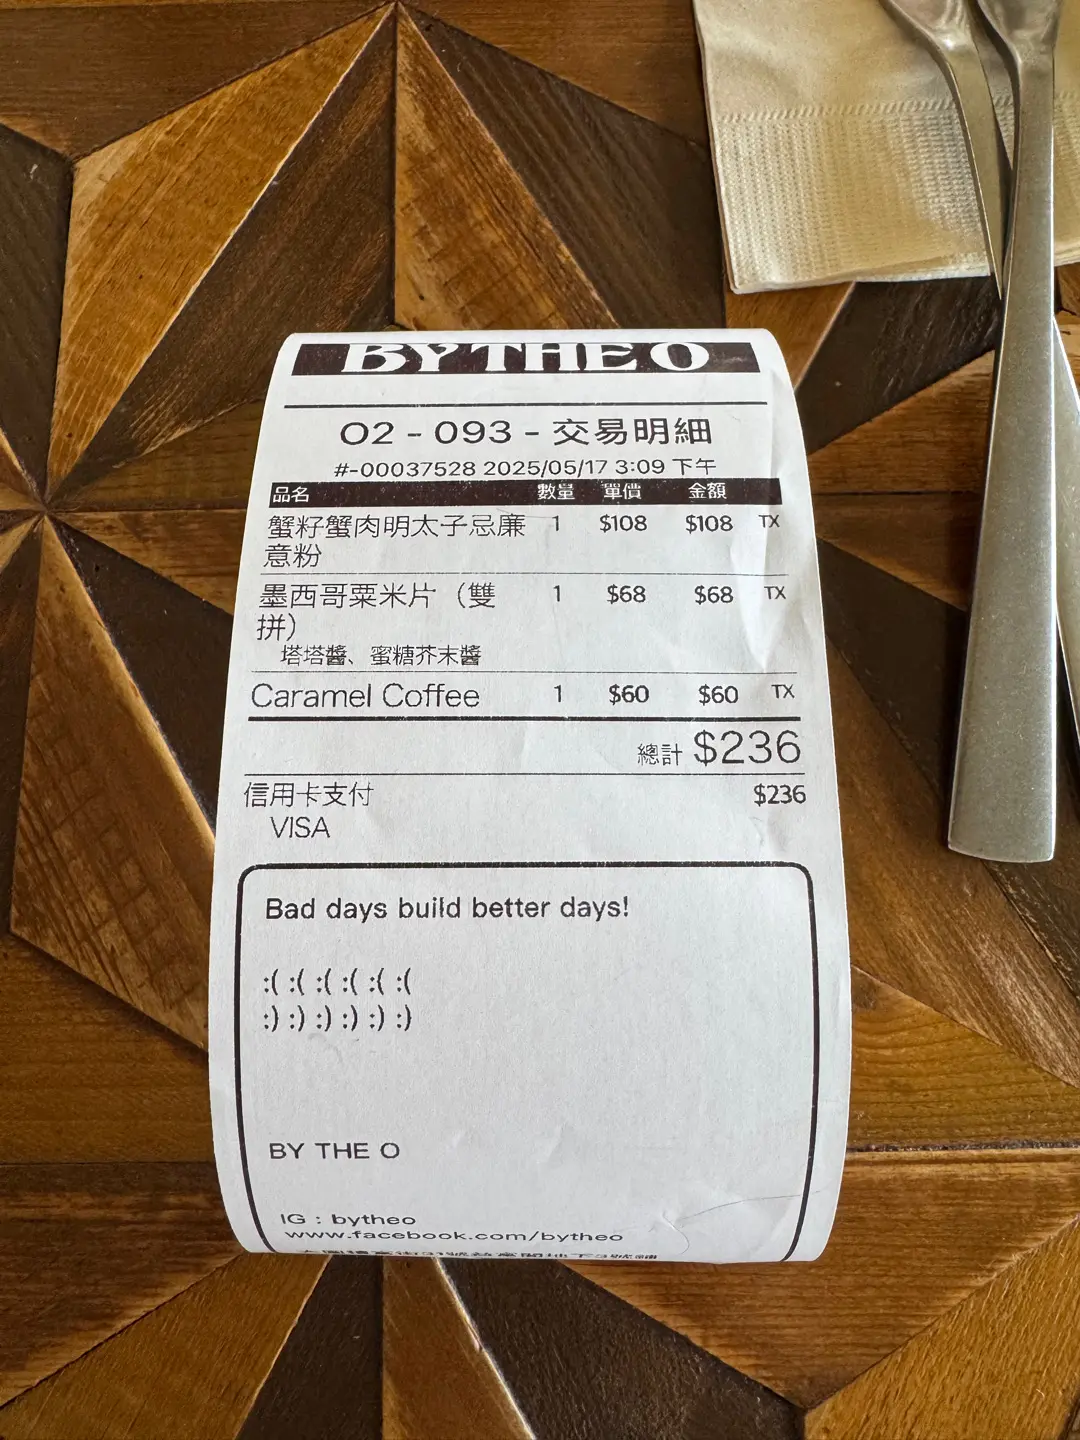 BY THE O
O2 - 093 - 交易明細
#-00037528 2025/05/17 3:09 下午
品名 數量 單價 金額
蟹籽蟹肉明太子忌廉 1 $108 $108 TX
意粉
墨西哥粟米片（雙 1 $68 $68 TX
拼）
塔塔醬、蜜糖芥末醬
Caramel Coffee 1 $60 $60 TX
總計 $236
信用卡支付 $236
VISA
Bad days build better days!
:( :( :( :( :( :(
:) :) :) :) :) :)
BY THE O
IG : bytheo
www.facebook.com/bytheo